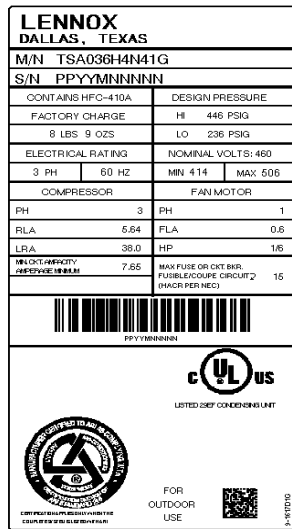 LENNOX
DALLAS, TEXAS
M/N TSA036H4N41G
S/N PPYYMNNNNN
CONTAINS HFC-410A
DESIGN PRESSURE
FACTORY CHARGE
HI 446 PSIG
8 LBS 9 OZS
LO 236 PSIG
ELECTRICAL RATING
NOMINAL VOLTS: 460
3 PH 60 HZ
MIN 414 MAX 506
COMPRESSOR
FAN MOTOR
PH 3
PH 1
RLA 5.64
FLA 0.6
LRA 38.0
HP 1/6
MIN. CKT. AMPACITY
AMPERAGE MINIMUM 7.65
MAX FUSE OR CKT. BKR.
FUSIBLE/COUPE CIRCUIT 15
(HACR PER NEC)
PPYYMNNNNN
C UL US
LISTED 29EF CONDENSING UNIT
FOR
OUTDOOR
USE